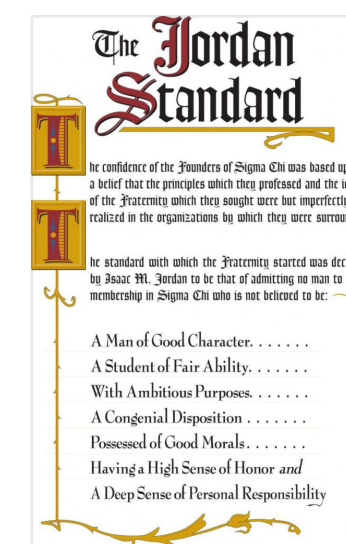 The Jordan
Standard
The confidence of the Founders of Sigma Chi was based up
a belief that the principles which they professed and the i
of the Fraternity which they sought were but imperfectly
realized in the organizations by which they were surrou
The standard with which the Fraternity started was dec
by Isaac M. Jordan to be that of admitting no man to
membership in Sigma Chi who is not believed to be:
A Man of Good Character. . . . . . .
A Student of Fair Ability. . . . . . .
With Ambitious Purposes. . . . . . .
A Congenial Disposition . . . . . . .
Possessed of Good Morals . . . . . . .
Having a High Sense of Honor and
A Deep Sense of Personal Responsibility